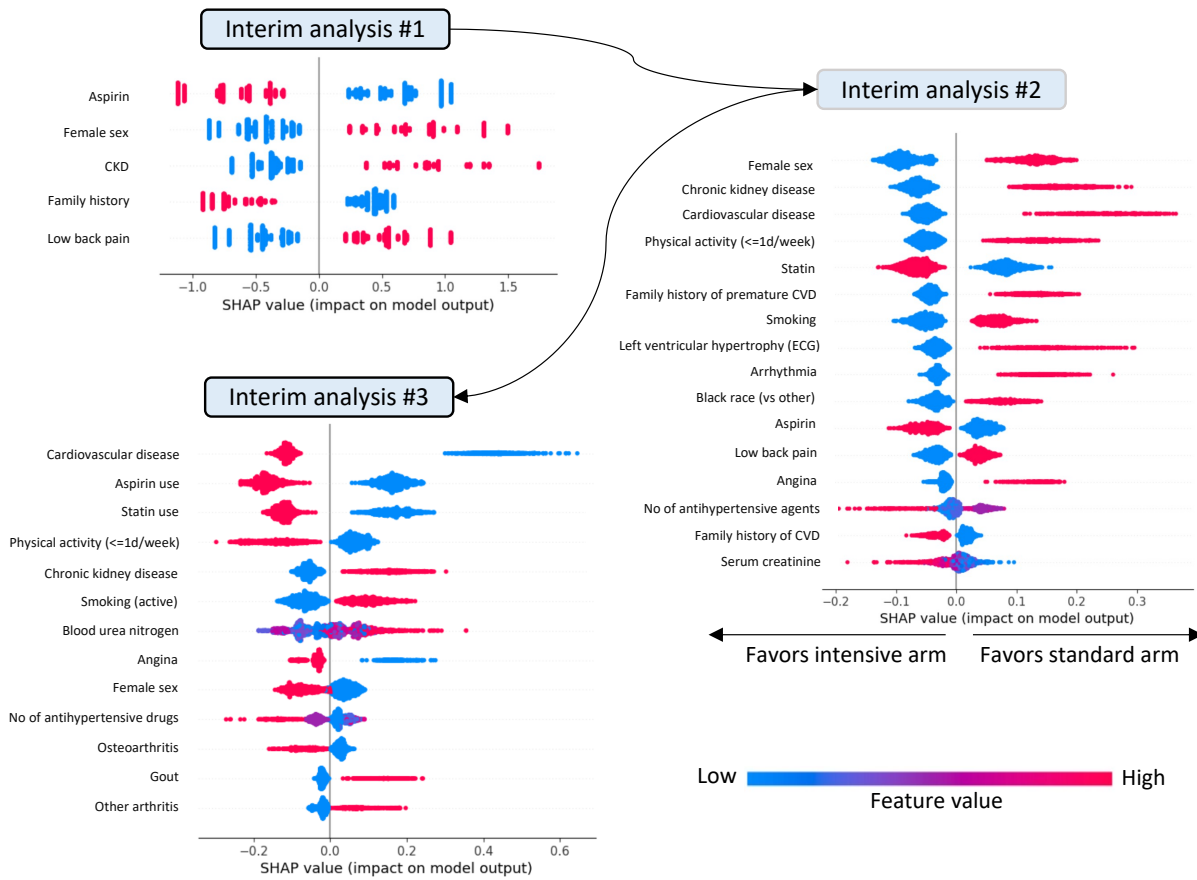 Interim analysis #1
Aspirin
Female sex
CKD
Family history
Low back pain
−1.0 −0.5 0.0 0.5 1.0 1.5
SHAP value (impact on model output)
Interim analysis #2
Female sex
Chronic kidney disease
Cardiovascular disease
Physical activity (<=1d/week)
Statin
Family history of premature CVD
Smoking
Left ventricular hypertrophy (ECG)
Arrhythmia
Black race (vs other)
Aspirin
Low back pain
Angina
No of antihypertensive agents
Family history of CVD
Serum creatinine
−0.2 −0.1 0.0 0.1 0.2 0.3
SHAP value (impact on model output)
Favors intensive arm Favors standard arm
Interim analysis #3
Cardiovascular disease
Aspirin use
Statin use
Physical activity (<=1d/week)
Chronic kidney disease
Smoking (active)
Blood urea nitrogen
Angina
Female sex
No of antihypertensive drugs
Osteoarthritis
Gout
Other arthritis
−0.2 0.0 0.2 0.4 0.6
SHAP value (impact on model output)
Low High
Feature value